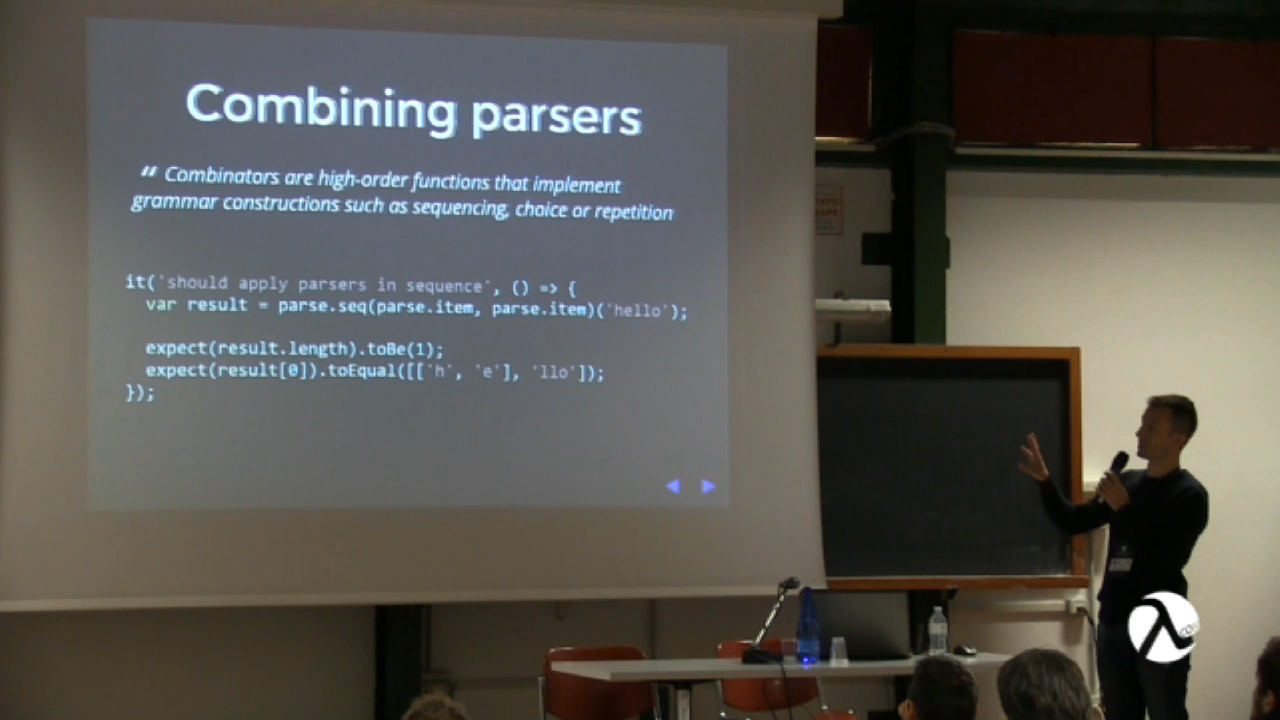 Combining parsers
“ Combinators are high-order functions that implement
grammar constructions such as sequencing, choice or repetition
it('should apply parsers in sequence', () => {
var result = parse.seq(parse.item, parse.item)('hello');
expect(result.length).toBe(1);
expect(result[0]).toEqual([['h', 'e'], 'llo']);
});